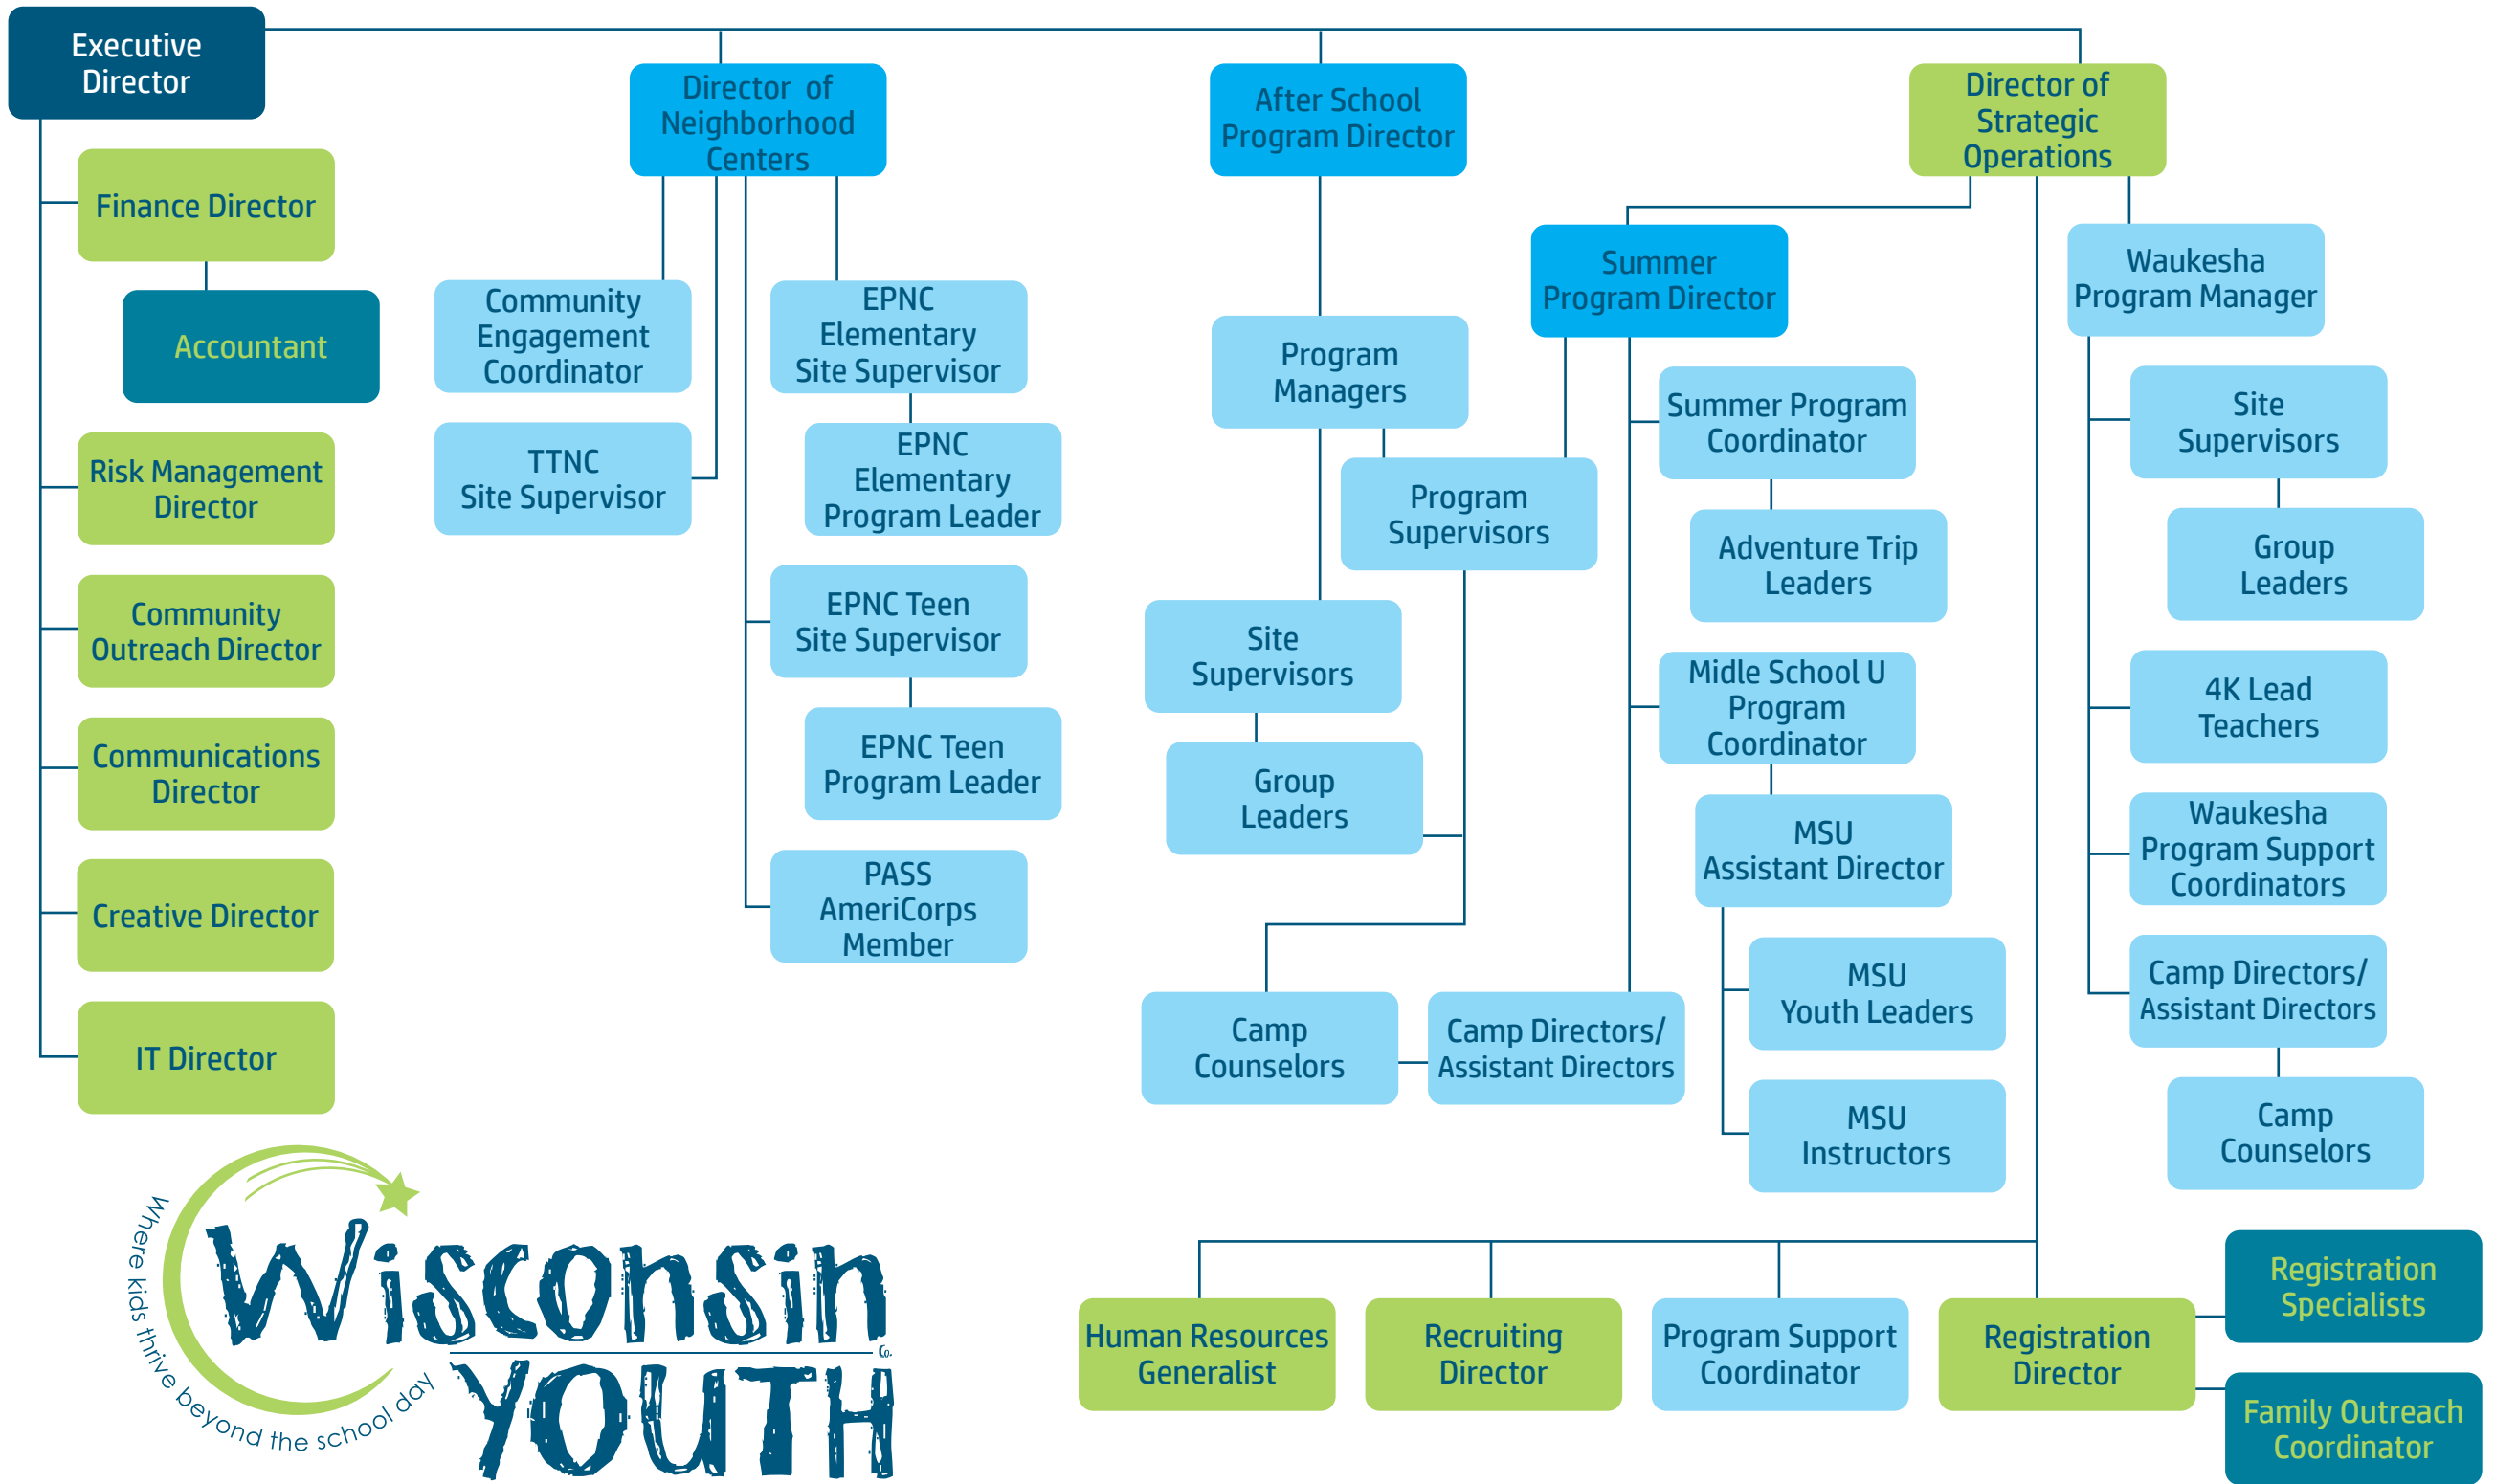 Executive
Director
Director of
Neighborhood
Centers
After School
Program Director
Director of
Strategic
Operations
Finance Director
Accountant
Risk Management
Director
Community
Outreach Director
Communications
Director
Creative Director
IT Director
Community
Engagement
Coordinator
TTNC
Site Supervisor
EPNC
Elementary
Site Supervisor
EPNC
Elementary
Program Leader
EPNC Teen
Site Supervisor
EPNC Teen
Program Leader
PASS
AmeriCorps
Member
Program
Managers
Program
Supervisors
Site
Supervisors
Group
Leaders
Camp
Counselors
Camp Directors/
Assistant Directors
Summer
Program Director
Summer Program
Coordinator
Adventure Trip
Leaders
Midle School U
Program
Coordinator
MSU
Assistant Director
MSU
Youth Leaders
MSU
Instructors
Waukesha
Program Manager
Site
Supervisors
Group
Leaders
4K Lead
Teachers
Waukesha
Program Support
Coordinators
Camp Directors/
Assistant Directors
Camp
Counselors
Human Resources
Generalist
Recruiting
Director
Program Support
Coordinator
Registration
Director
Registration
Specialists
Family Outreach
Coordinator
Wisconsin
YOUTH
Co.
Where kids thrive beyond the school day